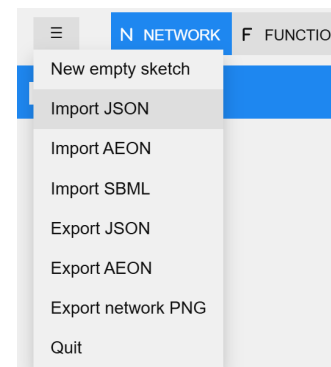 ☰ N NETWORK F FUNCTIO
New empty sketch
Import JSON
Import AEON
Import SBML
Export JSON
Export AEON
Export network PNG
Quit